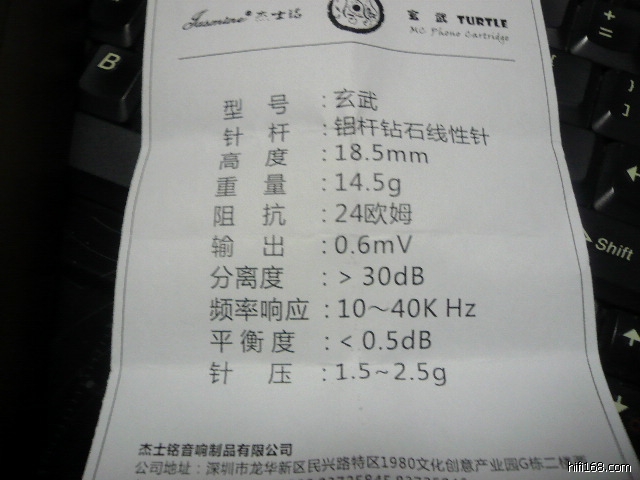 Jasmine® 杰士铭
玄武 TURTLE
MC Phono Cartridge
型号：玄武
针杆：铝杆钻石线性针
高度：18.5mm
重量：14.5g
阻抗：24欧姆
输出：0.6mV
分离度：> 30dB
频率响应：10～40K Hz
平衡度：< 0.5dB
针压：1.5~2.5g
杰士铭音响制品有限公司
公司地址：深圳市龙华新区民兴路特区1980文化创意产业园G栋二楼
B
+
=
}
]
Shift
hifi168.com